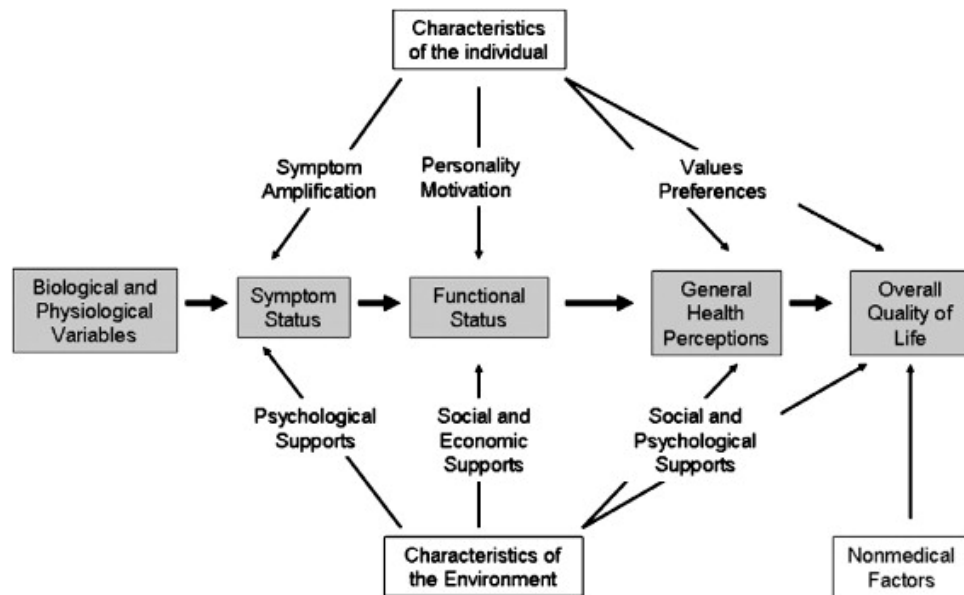 Characteristics
of the individual
Symptom
Amplification
Personality
Motivation
Values
Preferences
Biological and
Physiological
Variables
Symptom
Status
Functional
Status
General
Health
Perceptions
Overall
Quality of
Life
Psychological
Supports
Social and
Economic
Supports
Social and
Psychological
Supports
Characteristics of
the Environment
Nonmedical
Factors